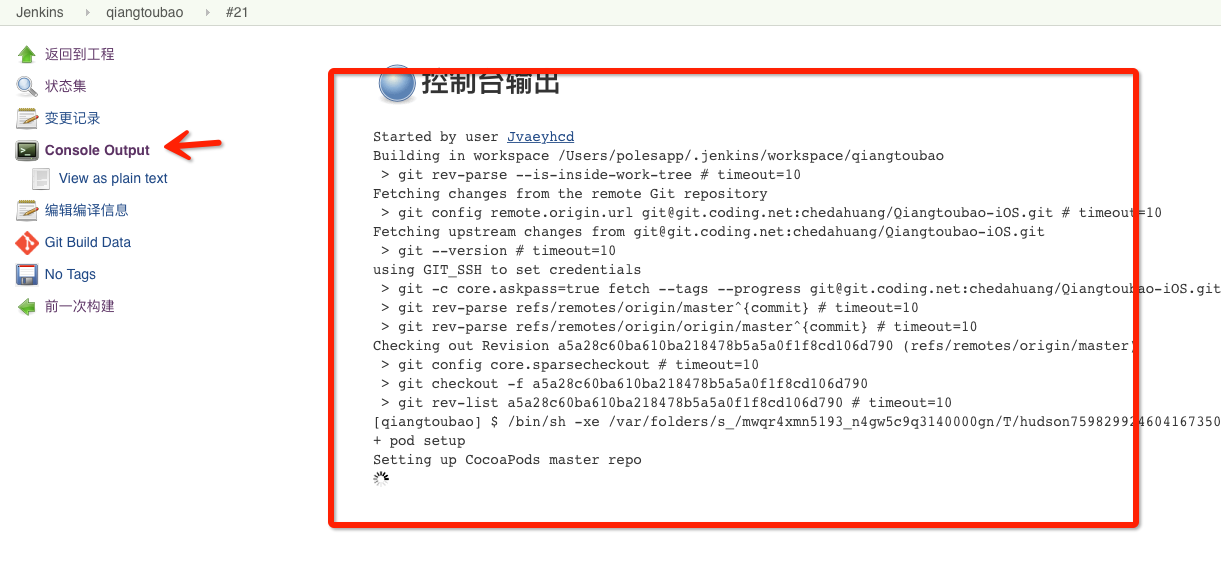 Jenkins qiangtoubao #21
返回到工程
状态集
变更记录
Console Output
View as plain text
编辑编译信息
Git Build Data
No Tags
前一次构建
控制台输出
Started by user Jvaeyhcd
Building in workspace /Users/polesapp/.jenkins/workspace/qiangtoubao
> git rev-parse --is-inside-work-tree # timeout=10
Fetching changes from the remote Git repository
> git config remote.origin.url git@git.coding.net:chedahuang/Qiangtoubao-iOS.git # timeout=10
Fetching upstream changes from git@git.coding.net:chedahuang/Qiangtoubao-iOS.git
> git --version # timeout=10
using GIT_SSH to set credentials
> git -c core.askpass=true fetch --tags --progress git@git.coding.net:chedahuang/Qiangtoubao-iOS.git
> git rev-parse refs/remotes/origin/master^{commit} # timeout=10
> git rev-parse refs/remotes/origin/origin/master^{commit} # timeout=10
Checking out Revision a5a28c60ba610ba218478b5a5a0f1f8cd106d790 (refs/remotes/origin/master)
> git config core.sparsecheckout # timeout=10
> git checkout -f a5a28c60ba610ba218478b5a5a0f1f8cd106d790
> git rev-list a5a28c60ba610ba218478b5a5a0f1f8cd106d790 # timeout=10
[qiangtoubao] $ /bin/sh -xe /var/folders/s_/mwqr4xmn5193_n4gw5c9q3140000gn/T/hudson759829924604167350
+ pod setup
Setting up CocoaPods master repo